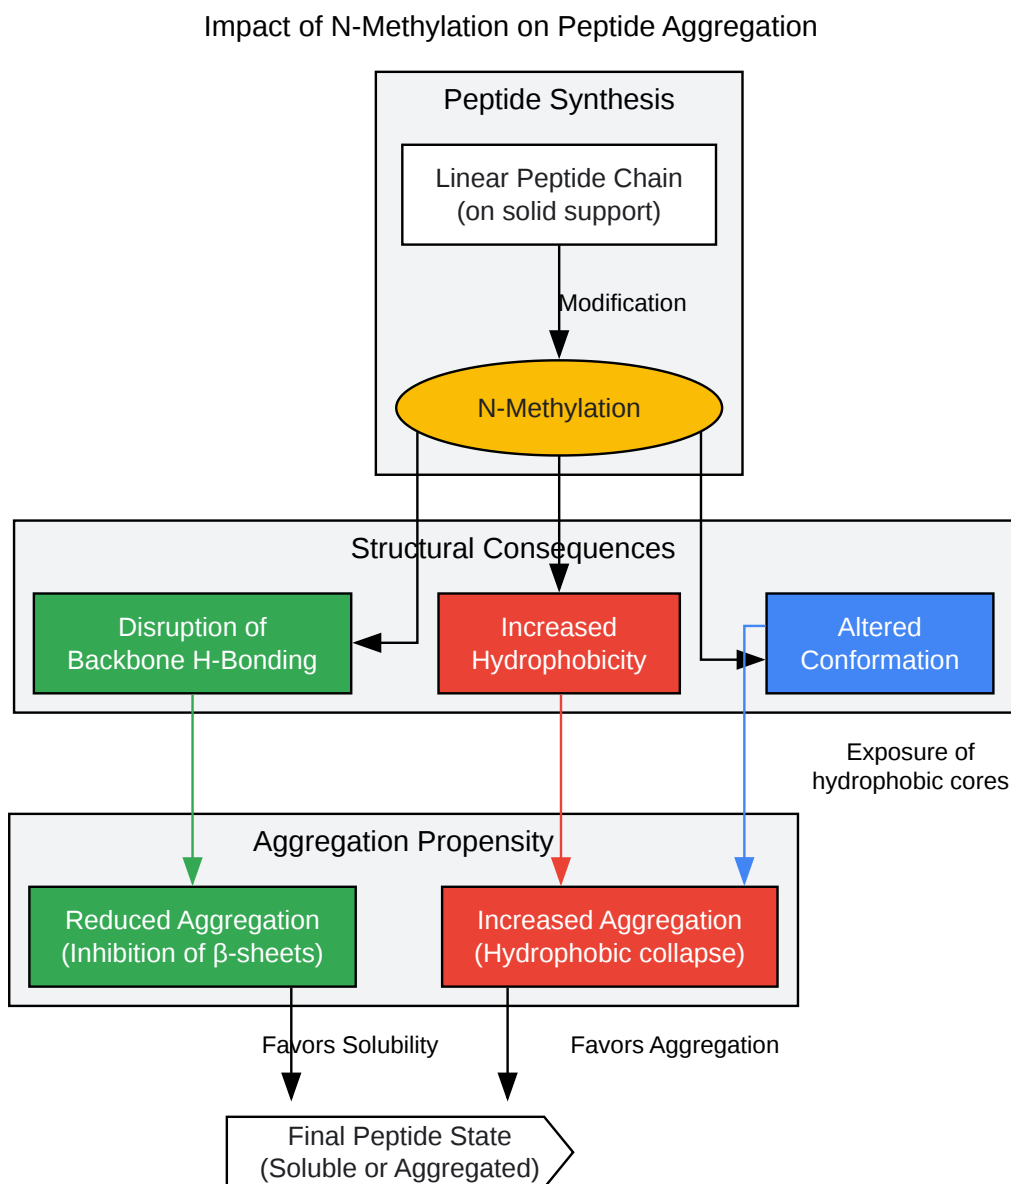 Impact of N-Methylation on Peptide Aggregation
Peptide Synthesis
Linear Peptide Chain
(on solid support)
Modification
N-Methylation
Structural Consequences
Disruption of
Backbone H-Bonding
Increased
Hydrophobicity
Altered
Conformation
Exposure of
hydrophobic cores
Aggregation Propensity
Reduced Aggregation
(Inhibition of β-sheets)
Increased Aggregation
(Hydrophobic collapse)
Favors Solubility
Favors Aggregation
Final Peptide State
(Soluble or Aggregated)